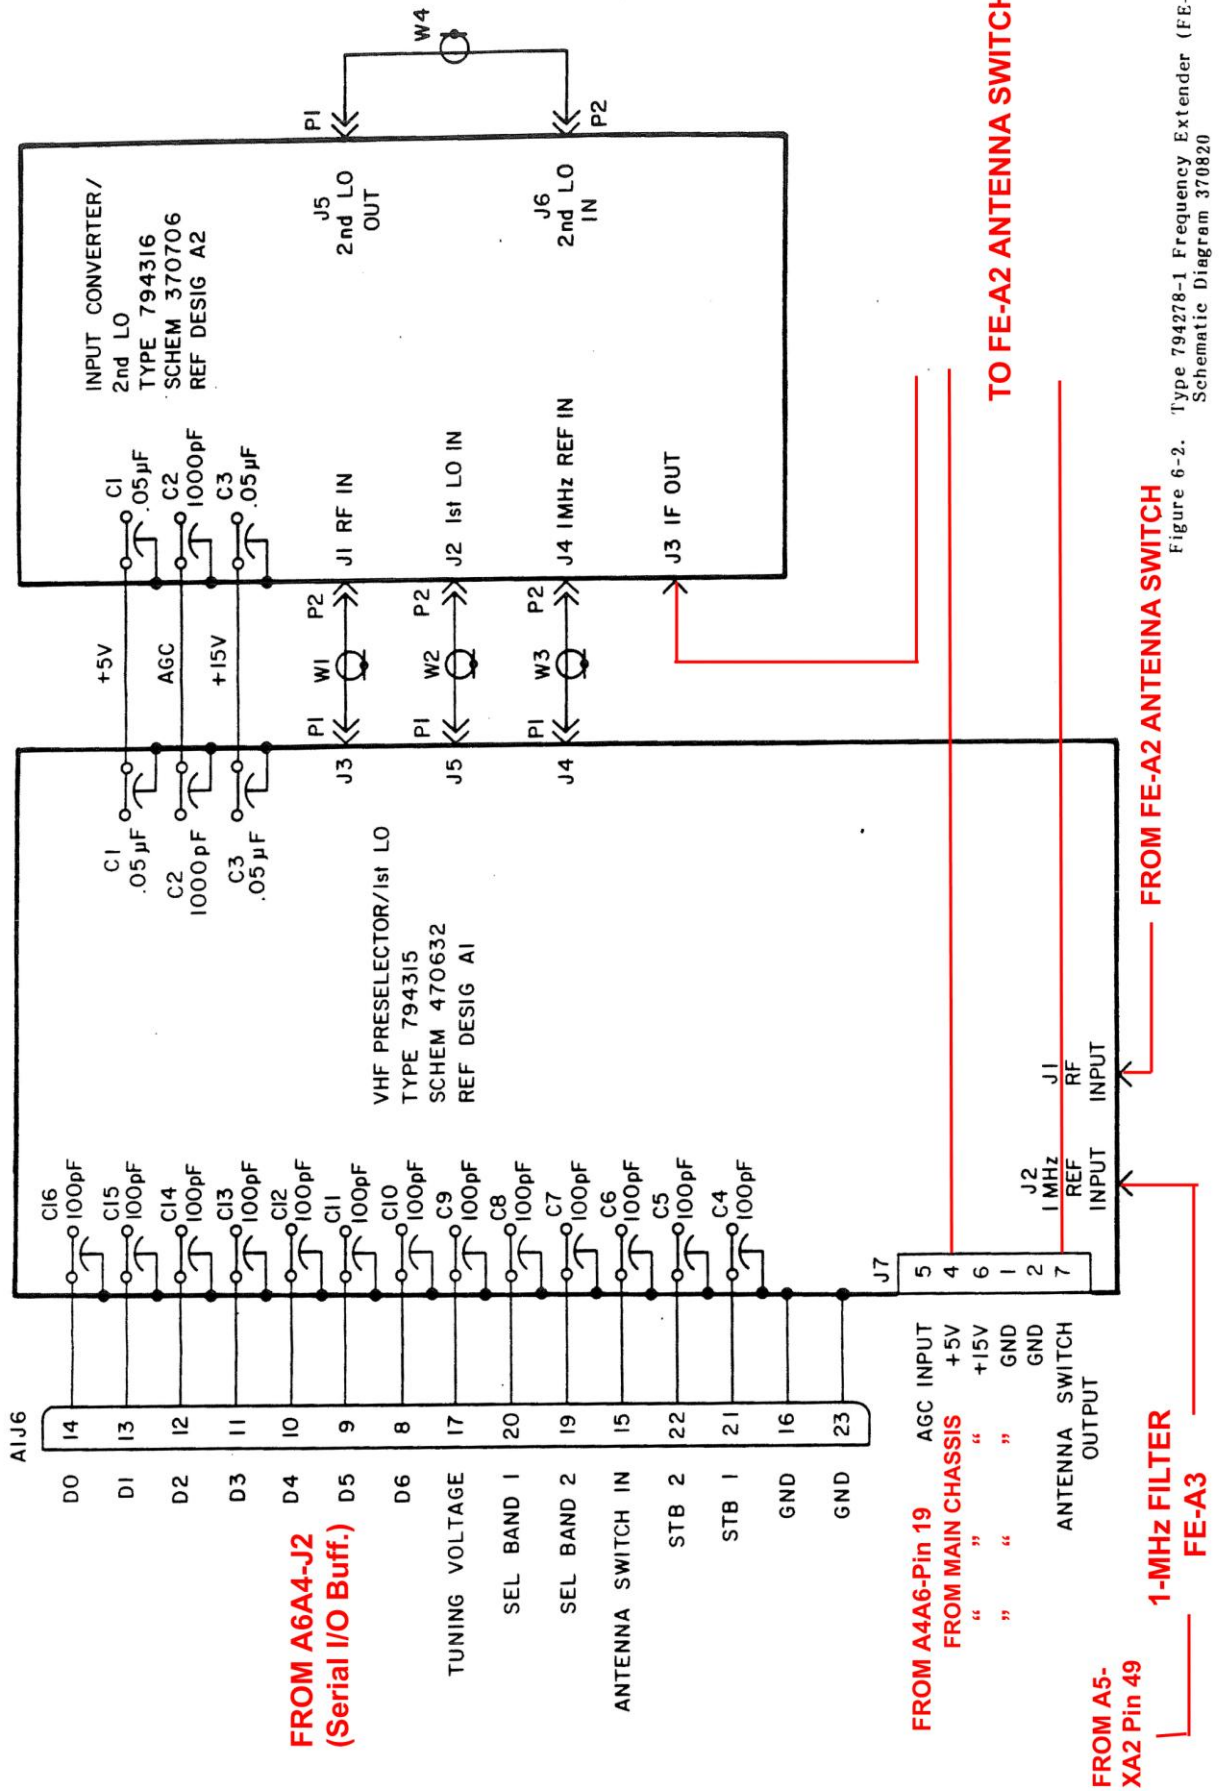 A1J6
D0 14 C16 100pF
D1 13 C15 100pF
D2 12 C14 100pF
D3 11 C13 100pF
D4 10 C12 100pF
D5 9 C11 100pF
D6 8 C10 100pF
TUNING VOLTAGE 17 C9 100pF
SEL BAND 1 20 C8 100pF
SEL BAND 2 19 C7 100pF
ANTENNA SWITCH IN 15 C6 100pF
STB 2 22 C5 100pF
STB 1 21 C4 100pF
GND 16
GND 23
FROM A6A4-J2
(Serial I/O Buff.)
VHF PRESELECTOR/1st LO
TYPE 794315
SCHEM 470632
REF DESIG A1
C1
.05µF
C2
1000pF
C3
.05µF
+5V
AGC
+15V
C1
.05µF
C2
1000pF
C3
.05µF
INPUT CONVERTER/
2nd LO
TYPE 794316
SCHEM 370706
REF DESIG A2
J3 P1 W1 P2 J1 RF IN
J5 P1 W2 P2 J2 1st LO IN
J4 P1 W3 P2 J4 1MHz REF IN
J3 IF OUT
J5
2nd LO
OUT
P1
W4
J6
2nd LO
IN
P2
J7
FROM A4A6-Pin 19 AGC INPUT 5
FROM MAIN CHASSIS +5V 4
“ ” +15V 6
” “ GND 1
“ ” GND 2
ANTENNA SWITCH
OUTPUT
7
J2
1 MHz
REF
INPUT
J1
RF
INPUT
FROM A5-
XA2 Pin 49
1-MHz FILTER
FE-A3
FROM FE-A2 ANTENNA SWITCH
TO FE-A2 ANTENNA SWITCH
Figure 6-2. Type 794278-1 Frequency Extender (FE-
Schematic Diagram 370820